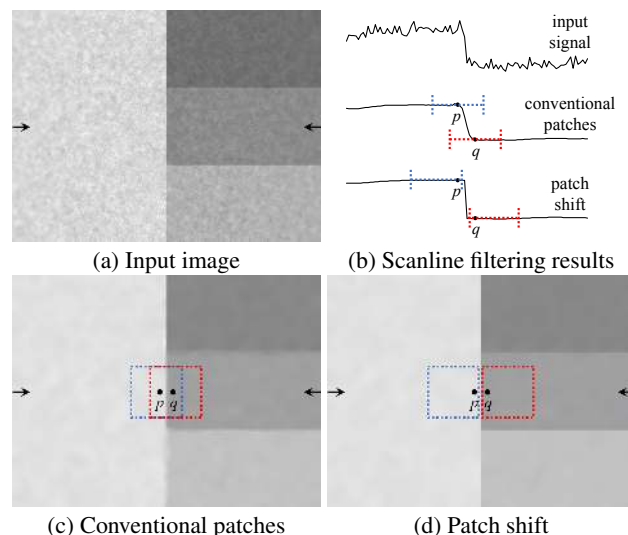 input
signal
conventional
patches
p
q
patch
shift
p
q
(a) Input image
(b) Scanline filtering results
p q
p q
(c) Conventional patches
(d) Patch shift